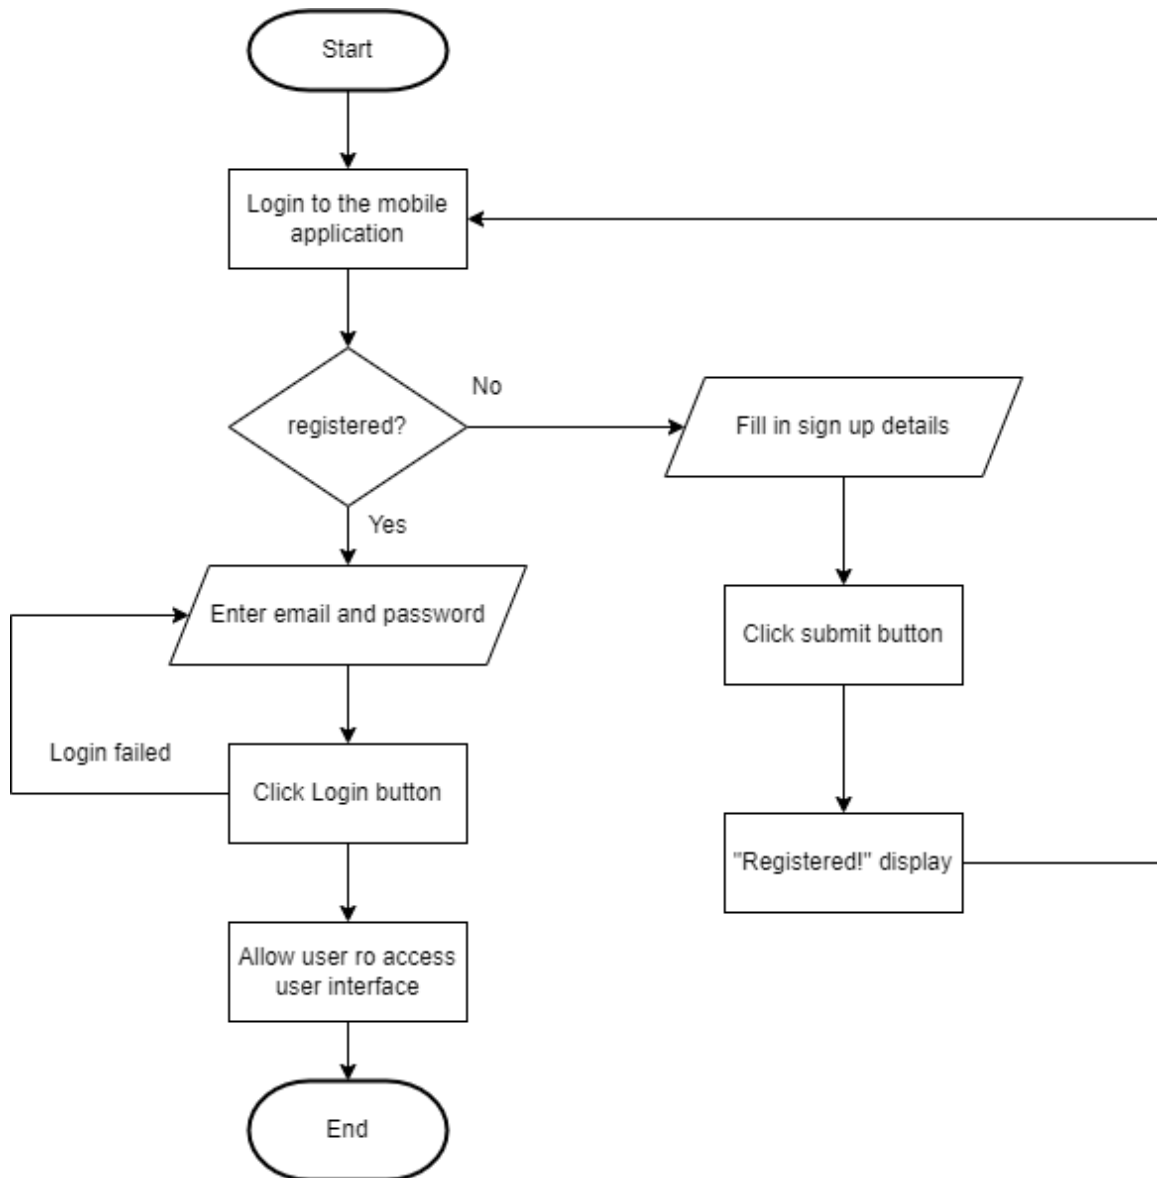 Start
Login to the mobile
application
No
registered?
Fill in sign up details
Yes
Enter email and password
Click submit button
Login failed
Click Login button
"Registered!" display
Allow user ro access
user interface
End